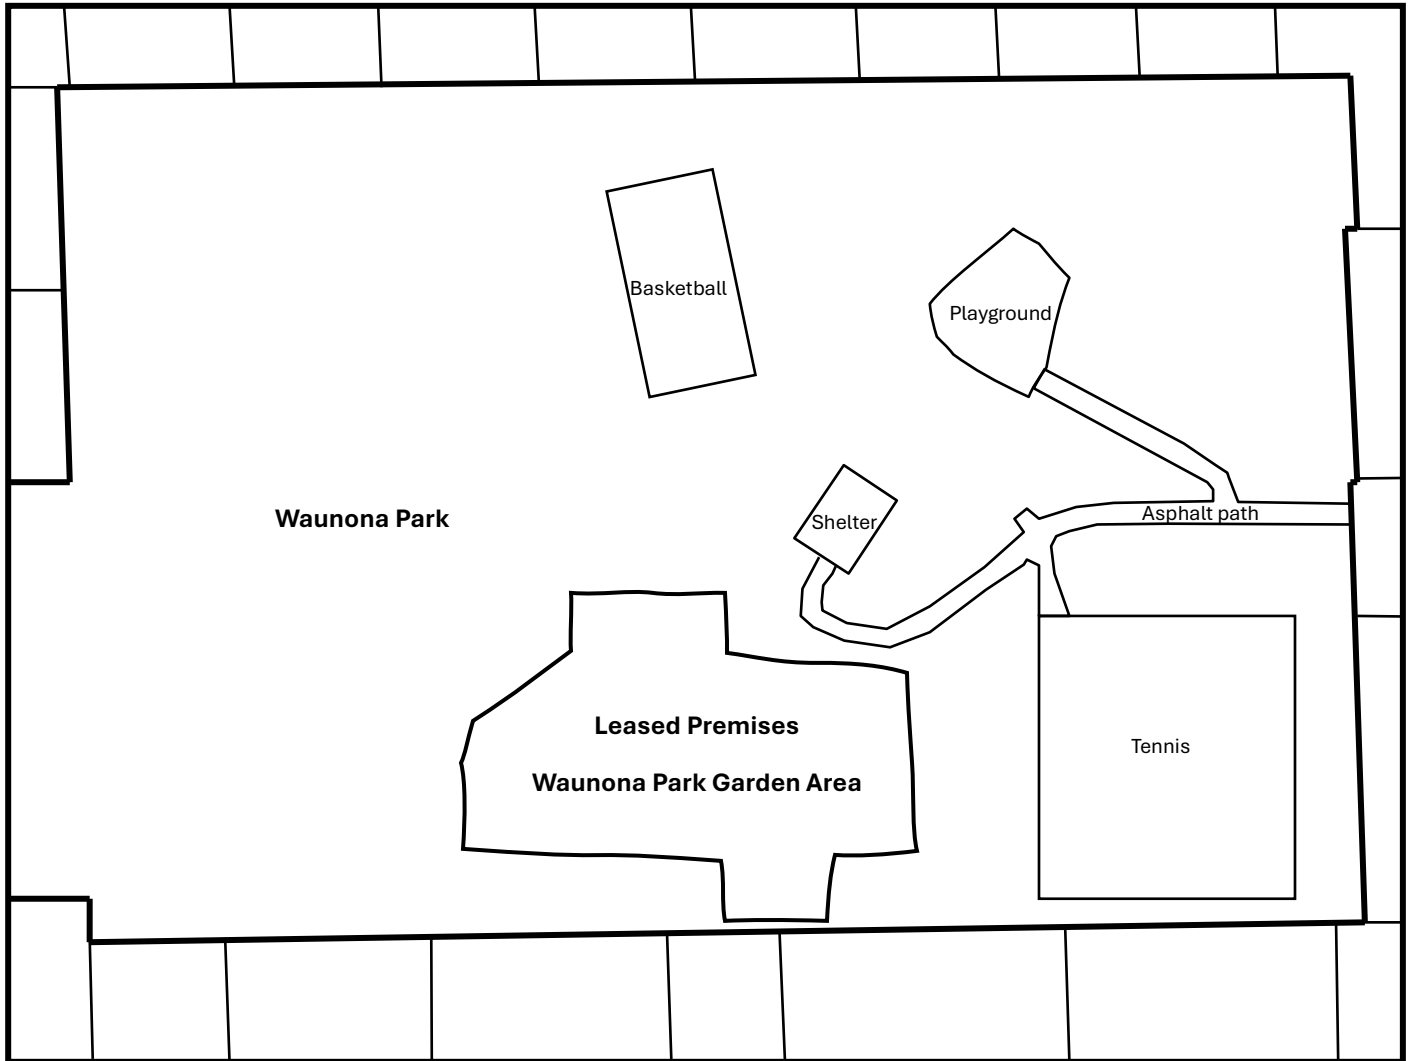 Basketball
Playground
Asphalt path
Waunona Park
Shelter
Leased Premises
Waunona Park Garden Area
Tennis